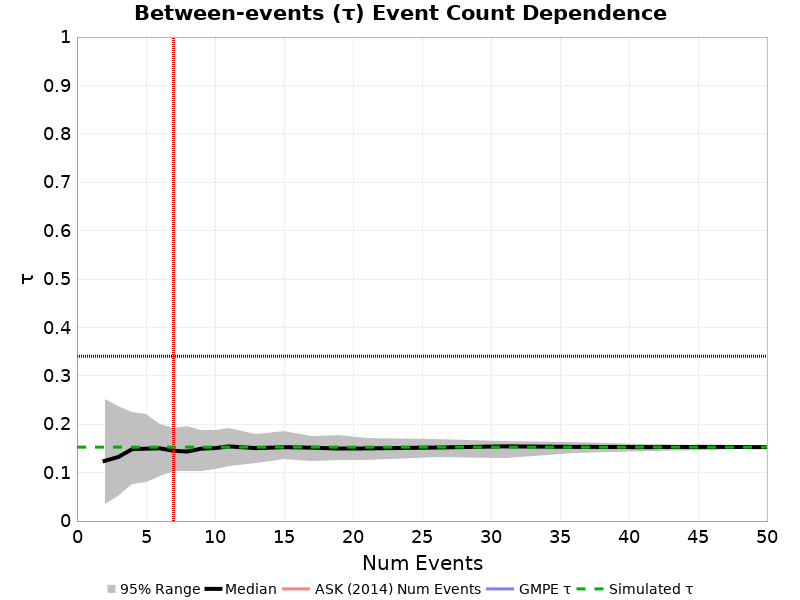 Between-events (τ) Event Count Dependence
1
0.9
0.8
0.7
0.6
0.5
0.4
0.3
0.2
0.1
0
τ
0 5 10 15 20 25 30 35 40 45 50
Num Events
95% Range Median ASK (2014) Num Events GMPE τ Simulated τ